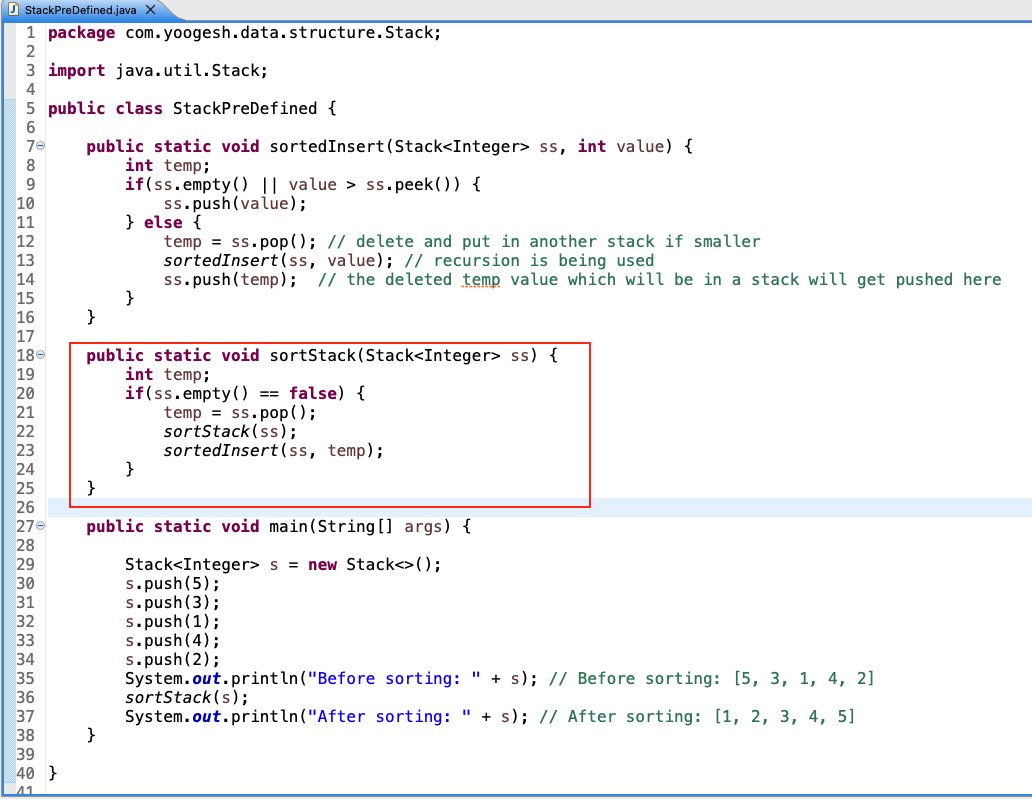 StackPreDefined.java
1 package com.yoogesh.data.structure.Stack;
2
3 import java.util.Stack;
4
5 public class StackPreDefined {
6
7     public static void sortedInsert(Stack<Integer> ss, int value) {
8         int temp;
9         if(ss.empty() || value > ss.peek()) {
10             ss.push(value);
11         } else {
12             temp = ss.pop(); // delete and put in another stack if smaller
13             sortedInsert(ss, value); // recursion is being used
14             ss.push(temp);  // the deleted temp value which will be in a stack will get pushed here
15         }
16     }
17
18     public static void sortStack(Stack<Integer> ss) {
19         int temp;
20         if(ss.empty() == false) {
21             temp = ss.pop();
22             sortStack(ss);
23             sortedInsert(ss, temp);
24         }
25     }
26
27     public static void main(String[] args) {
28
29         Stack<Integer> s = new Stack<>();
30         s.push(5);
31         s.push(3);
32         s.push(1);
33         s.push(4);
34         s.push(2);
35         System.out.println("Before sorting: " + s); // Before sorting: [5, 3, 1, 4, 2]
36         sortStack(s);
37         System.out.println("After sorting: " + s); // After sorting: [1, 2, 3, 4, 5]
38     }
39
40 }
41